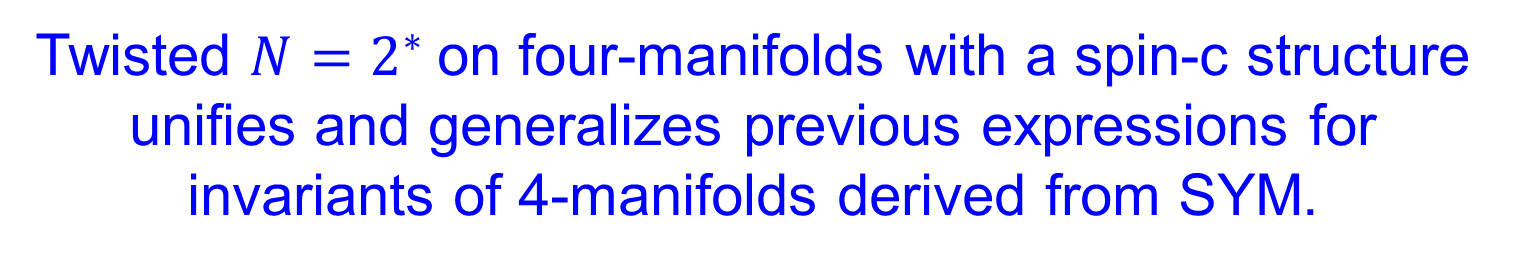 Twisted N = 2* on four-manifolds with a spin-c structure
unifies and generalizes previous expressions for
invariants of 4-manifolds derived from SYM.